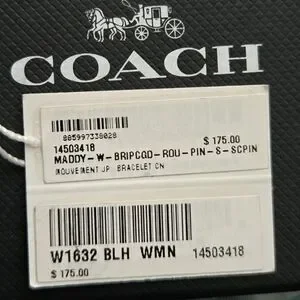 COACH
885997338028
14503418 $ 175.00
MADDY-W-BRIPCGD-ROU-PIN-S-SCPIN
MOUVEMENT JP BRACELET CN
W1632 BLH WMN 14503418
$ 175.00